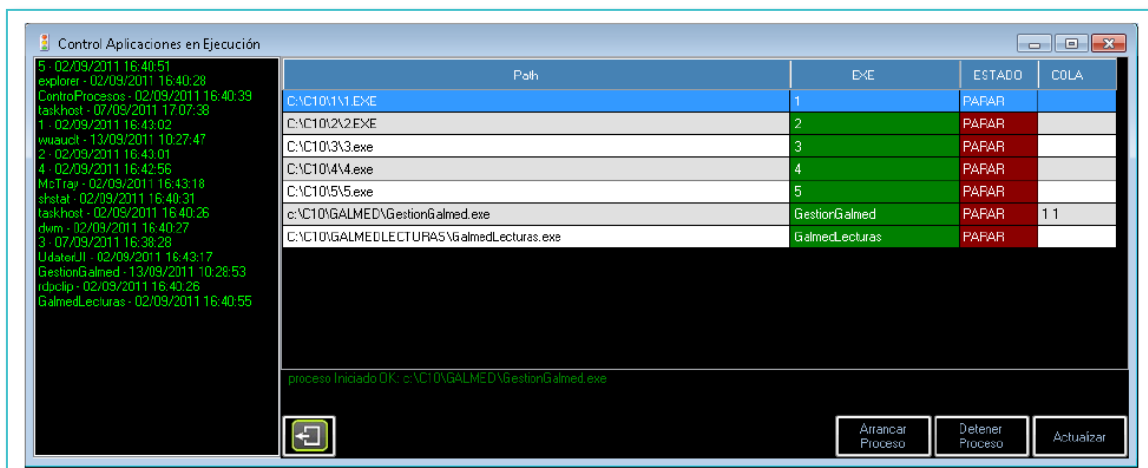 Control Aplicaciones en Ejecución
5 - 02/09/2011 16:40:51
explorer - 02/09/2011 16:40:28
ControProcesos - 02/09/2011 16:40:39
taskhost - 07/09/2011 17:07:38
1 - 02/09/2011 16:43:02
wuauclt - 13/09/2011 10:27:47
2 - 02/09/2011 16:43:01
4 - 02/09/2011 16:42:56
McTray - 02/09/2011 16:43:18
shstat - 02/09/2011 16:40:31
taskhost - 02/09/2011 16:40:26
dwm - 02/09/2011 16:40:27
3 - 07/09/2011 16:38:28
UdaterUI - 02/09/2011 16:43:17
GestionGalmed - 13/09/2011 10:28:53
rdpclip - 02/09/2011 16:40:26
GalmedLecturas - 02/09/2011 16:40:55
Path EXE ESTADO COLA
C:\C10\1\1.EXE 1 PARAR
C:\C10\2\2.EXE 2 PARAR
C:\C10\3\3.exe 3 PARAR
C:\C10\4\4.exe 4 PARAR
C:\C10\5\5.exe 5 PARAR
c:\C10\GALMED\GestionGalmed.exe GestionGalmed PARAR 1 1
C:\C10\GALMEDLECTURAS\GalmedLecturas.exe GalmedLecturas PARAR
proceso Iniciado OK: c:\C10\GALMED\GestionGalmed.exe
Arrancar
Proceso
Detener
Proceso
Actualizar